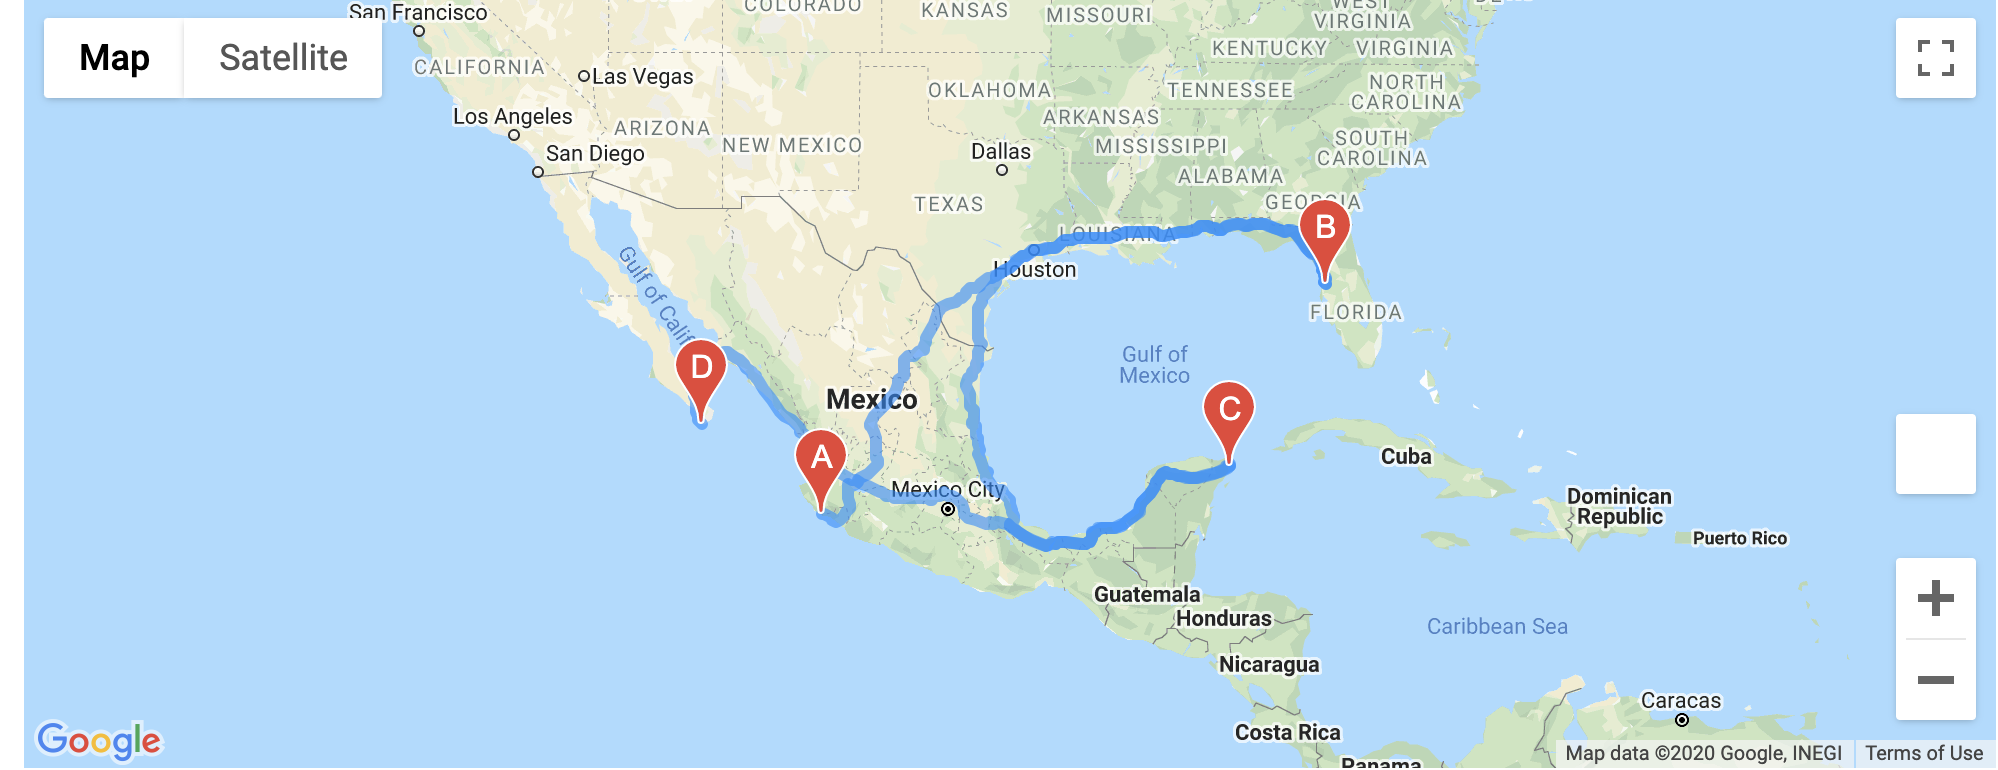 San Francisco
COLORADO
KANSAS
MISSOURI
WEST
VIRGINIA
Map
Satellite
CALIFORNIA
Las Vegas
KENTUCKY
VIRGINIA
OKLAHOMA
TENNESSEE
NORTH
CAROLINA
Los Angeles
ARIZONA
NEW MEXICO
ARKANSAS
San Diego
Dallas
MISSISSIPPI
SOUTH
CAROLINA
ALABAMA
TEXAS
GEORGIA
B
LOUISIANA
Houston
Gulf of Calif
FLORIDA
Gulf of
Mexico
D
Mexico
C
A
Cuba
Mexico City
Dominican
Republic
Puerto Rico
Guatemala
Honduras
Caribbean Sea
Nicaragua
Caracas
Costa Rica
Google
Panama
Map data ©2020 Google, INEGI
Terms of Use